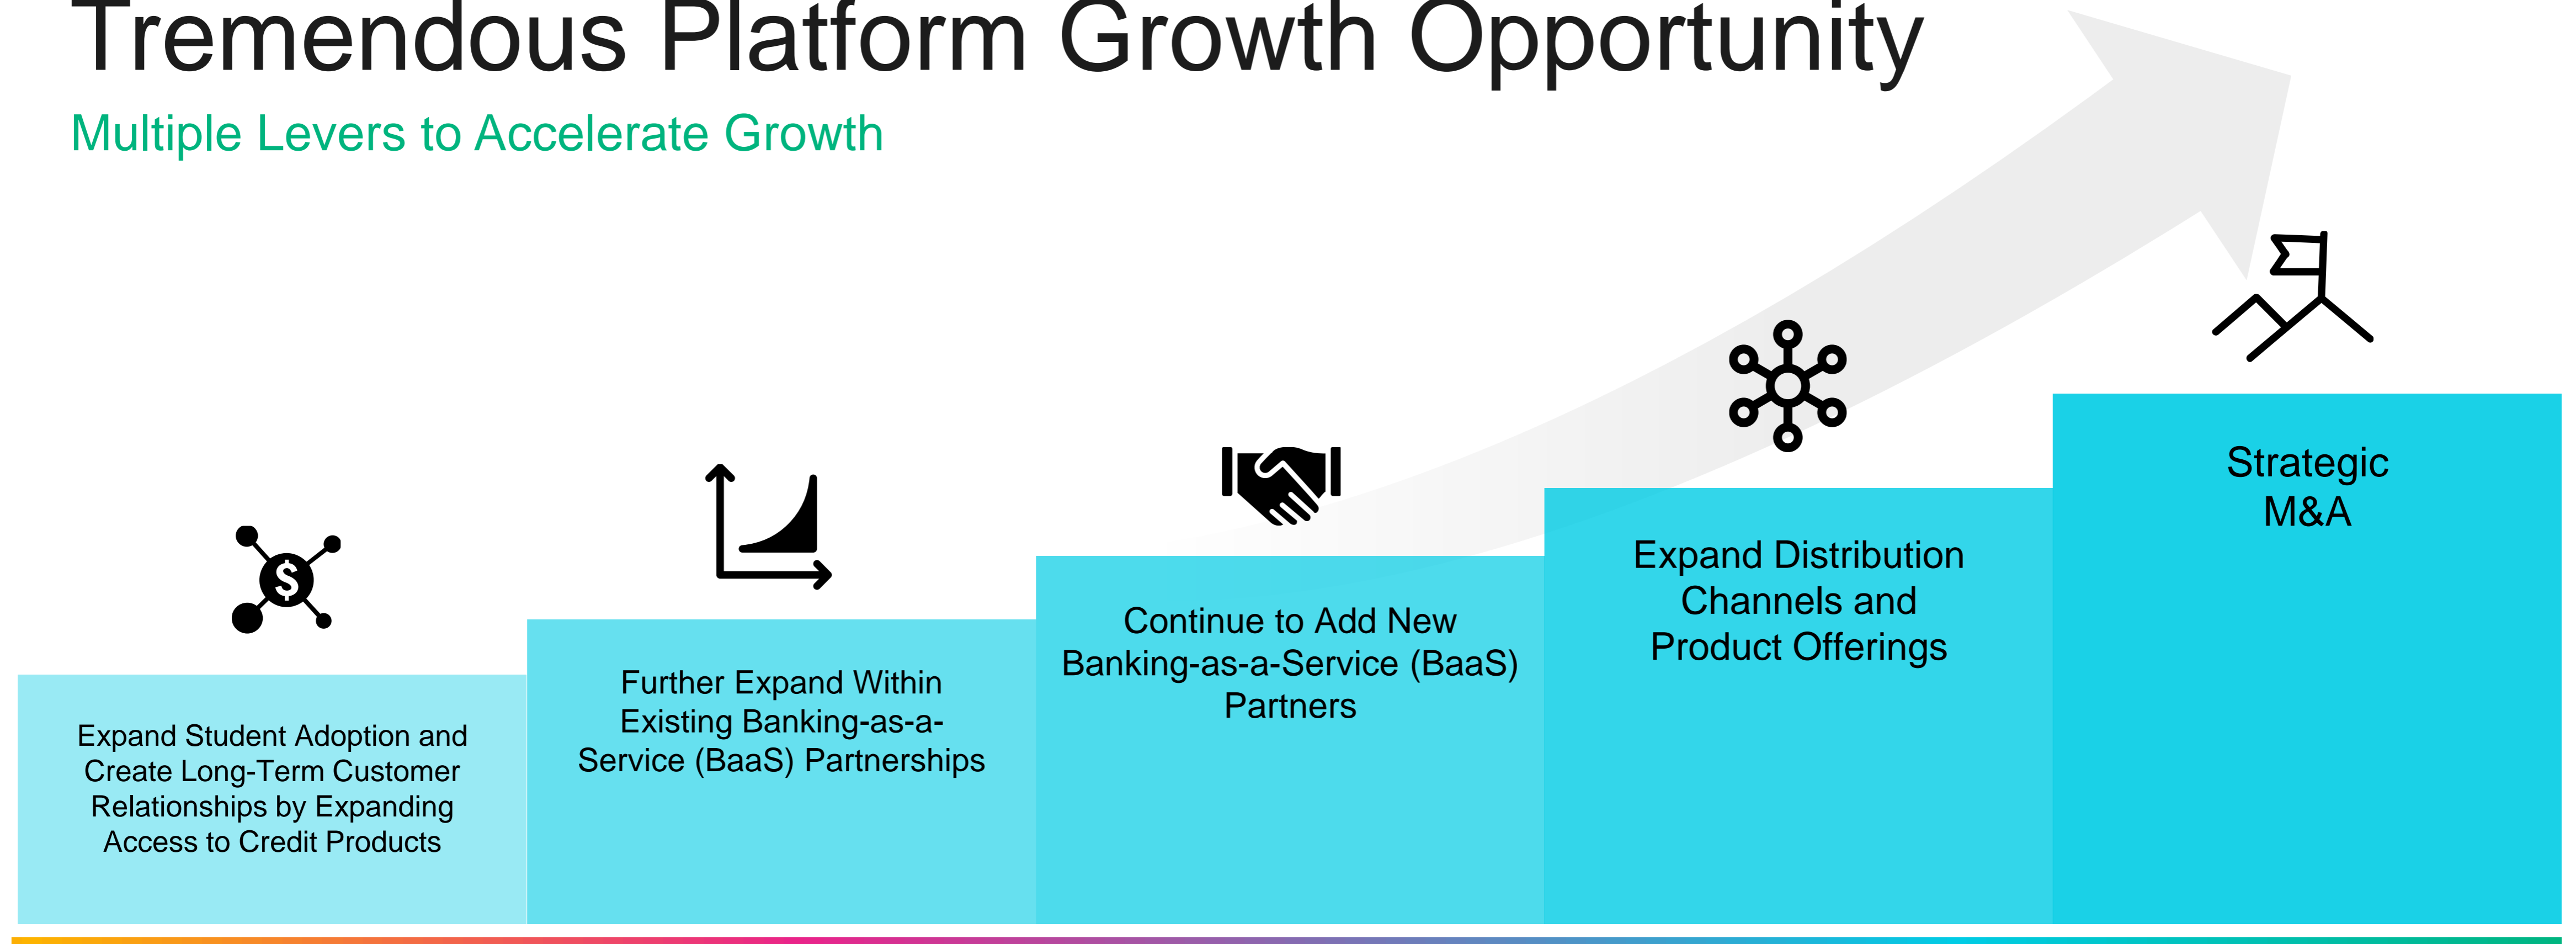 Tremendous Platform Growth Opportunity
Multiple Levers to Accelerate Growth
$
Expand Student Adoption and
Create Long-Term Customer
Relationships by Expanding
Access to Credit Products
Further Expand Within
Existing Banking-as-a-
Service (BaaS) Partnerships
Continue to Add New
Banking-as-a-Service (BaaS)
Partners
Expand Distribution
Channels and
Product Offerings
Strategic
M&A